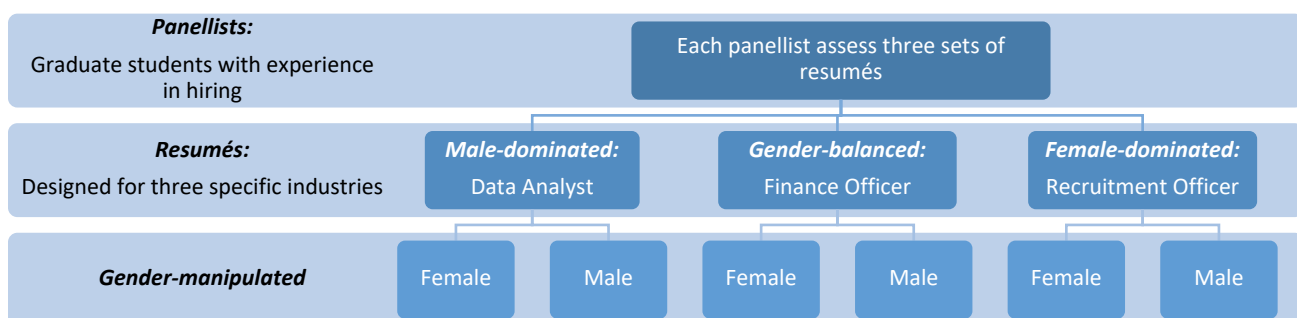 Panellists:
Graduate students with experience
in hiring
Each panellist assess three sets of
resumés
Resumés:
Designed for three specific industries
Male-dominated:
Data Analyst
Gender-balanced:
Finance Officer
Female-dominated:
Recruitment Officer
Gender-manipulated
Female
Male
Female
Male
Female
Male